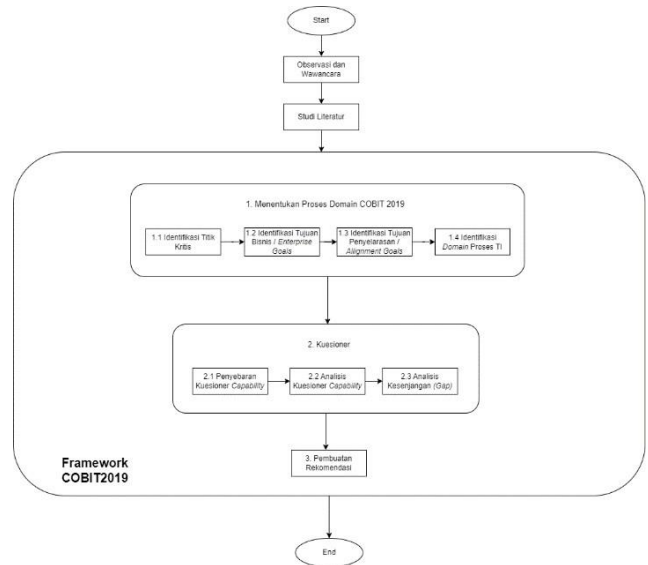 Start
Observasi dan
Wawancara
Studi Literatur
1. Menentukan Proses Domain COBIT 2019
1.1 Identifikasi Titik
Kritis
1.2 Identifikasi Tujuan
Bisnis / Enterprise
Goals
1.3 Identifikasi Tujuan
Penyelarasan /
Allignment Goals
1.4 Identifikasi
Domain Proses TI
2. Kuesioner
2.1 Penyebaran
Kuesioner Capability
2.2 Analisis
Kuesioner Capability
2.3 Analisis
Kesenjangan (Gap)
3. Pembuatan
Rekomendasi
Framework
COBIT2019
End